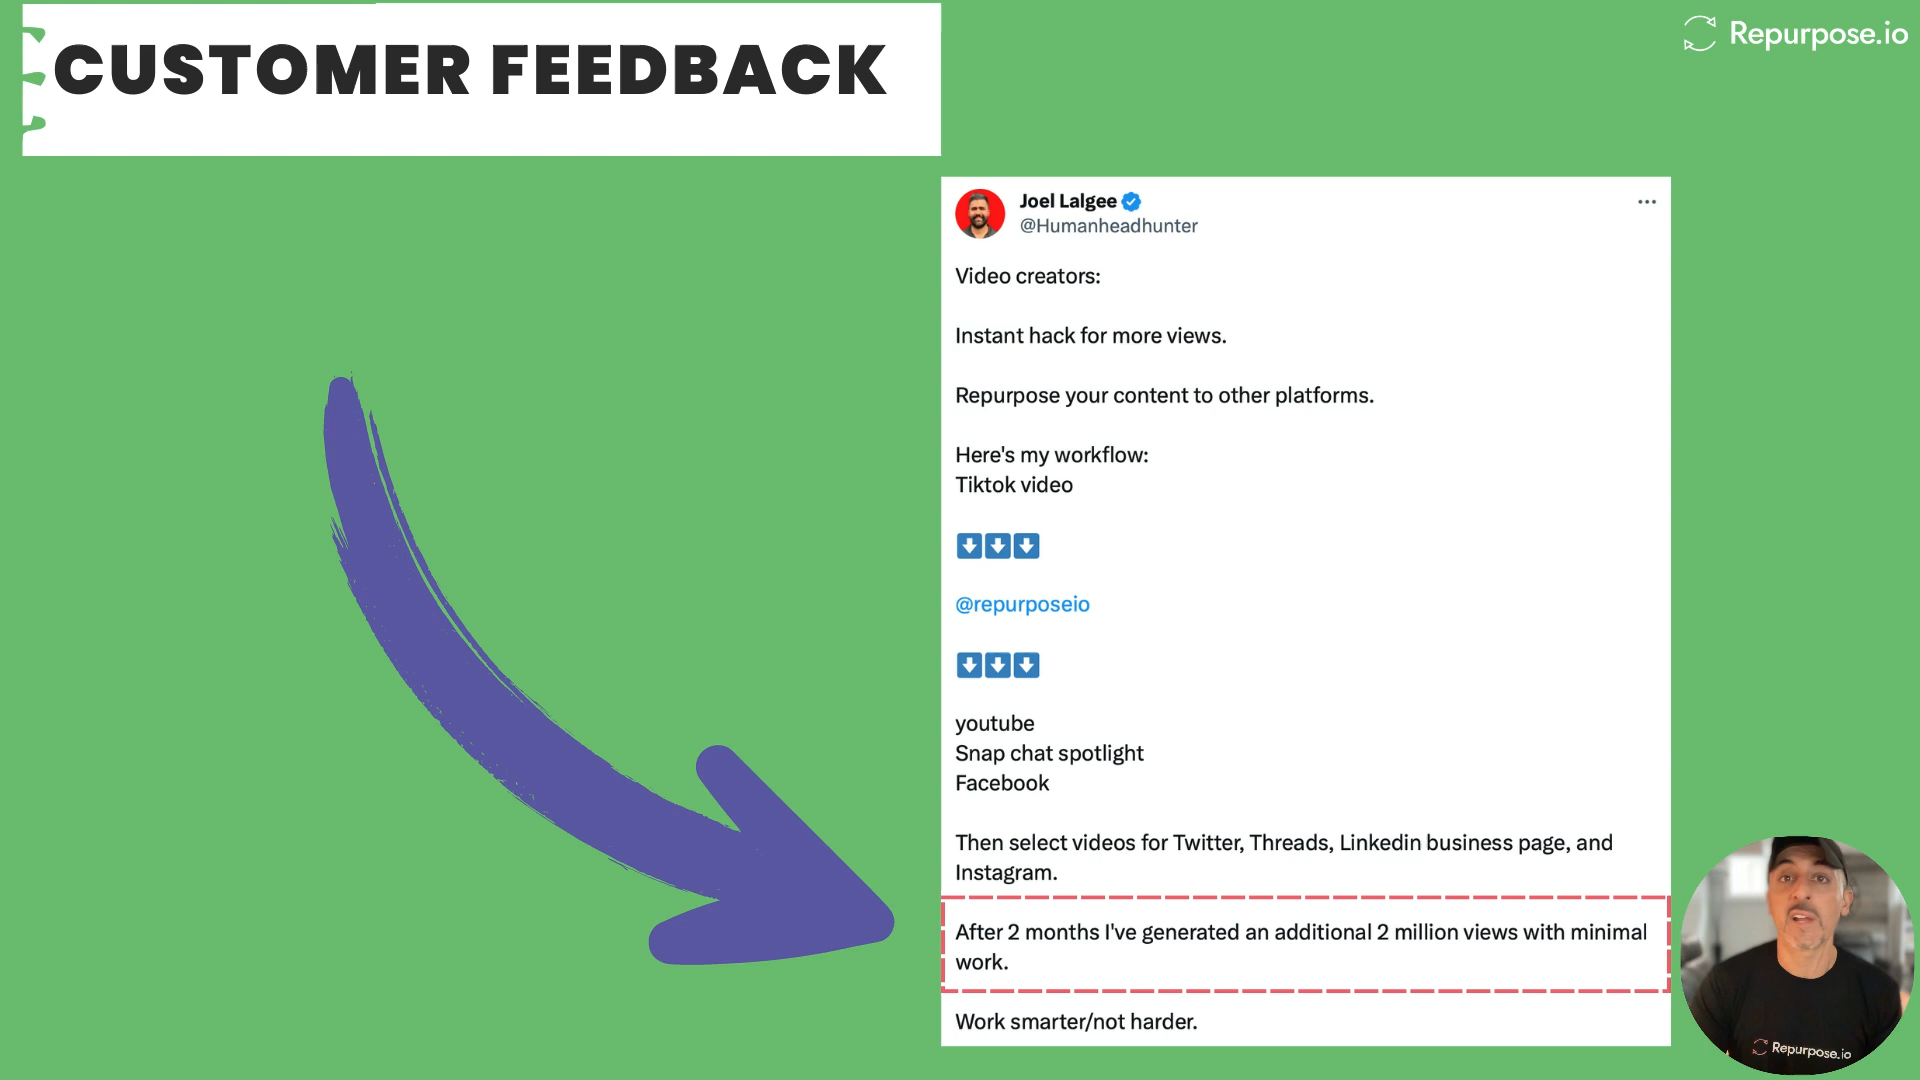 CUSTOMER FEEDBACK
Repurpose.io
Joel Lalgee
@Humanheadhunter
Video creators:
Instant hack for more views.
Repurpose your content to other platforms.
Here's my workflow:
Tiktok video
@repurposeio
youtube
Snap chat spotlight
Facebook
Then select videos for Twitter, Threads, Linkedin business page, and
Instagram.
After 2 months I've generated an additional 2 million views with minimal
work.
Work smarter/not harder.
Repurpose.io